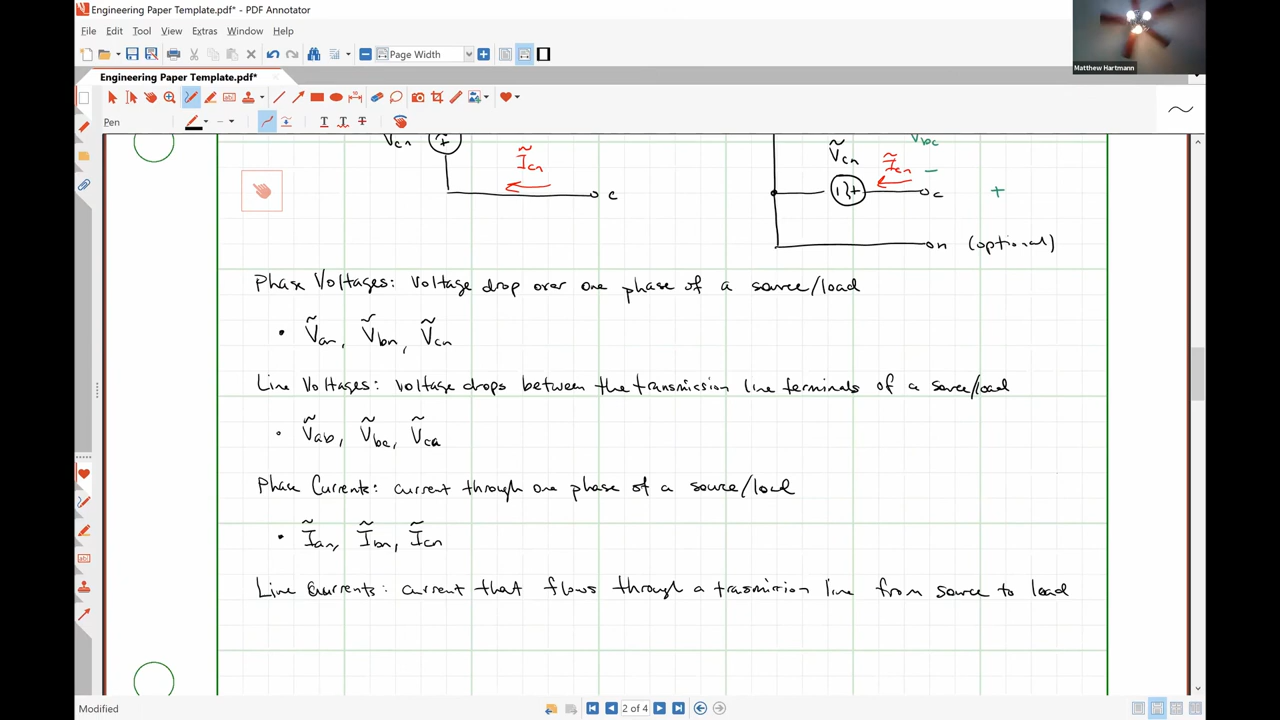 Engineering Paper Template.pdf* - PDF Annotator
File Edit Tool View Extras Window Help
Page Width
Matthew Hartmann
Engineering Paper Template.pdf*
Pen
Vcn
Ĩcn
Ṽcn
Vbc
Ĩcn
−
c
c
+
n (optional)
Phase Voltages: voltage drop over one phase of a source/load
• Ṽan, Ṽbn, Ṽcn
Line Voltages: voltage drops between the transmission line terminals of a source/load
• Ṽab, Ṽbc, Ṽca
Phase Currents: current through one phase of a source/load
• Ĩan, Ĩbn, Ĩcn
Line Currents: current that flows through a trasmission line from source to load
Modified
2 of 4